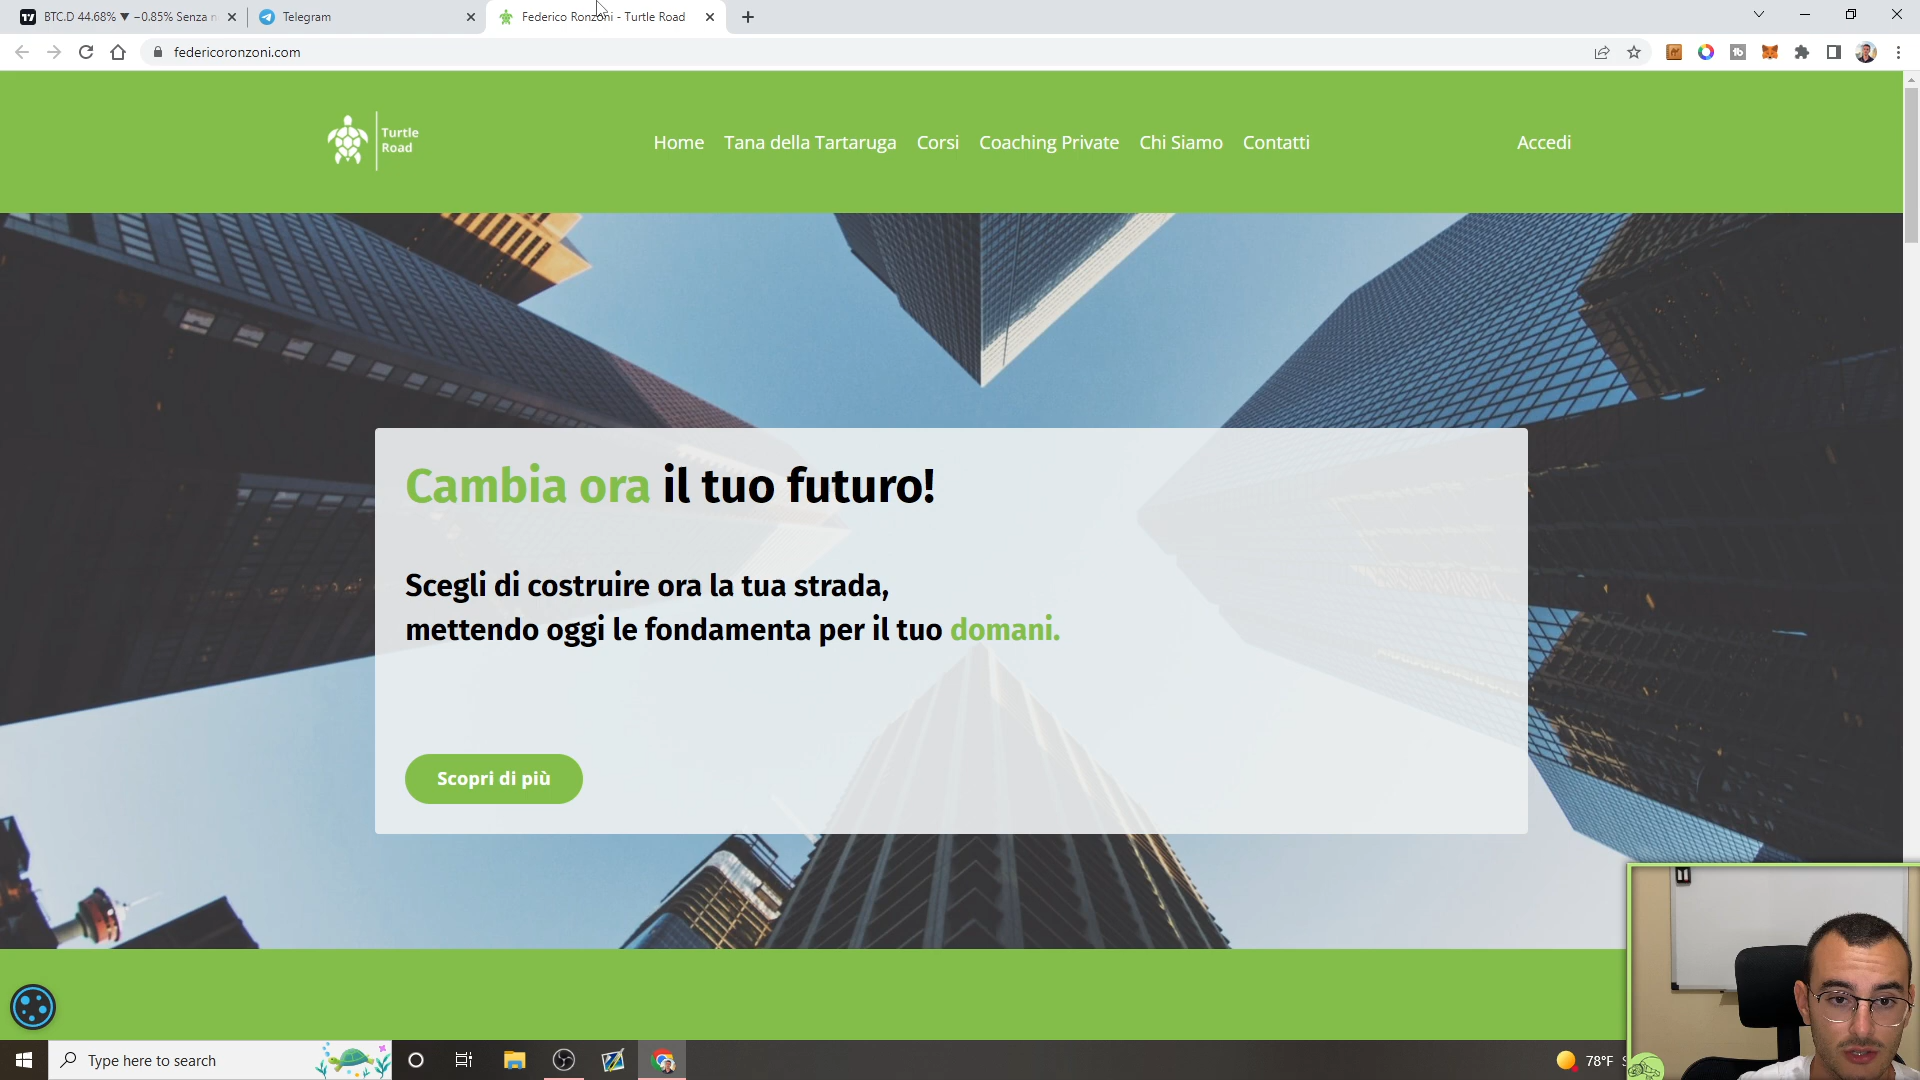 BTC.D 44.68% ▼ −0.85% Senza
Telegram
Federico Ronzoni - Turtle Road
federicoronzoni.com
Turtle
Road
Home
Tana della Tartaruga
Corsi
Coaching Private
Chi Siamo
Contatti
Accedi
Cambia ora il tuo futuro!
Scegli di costruire ora la tua strada,
mettendo oggi le fondamenta per il tuo domani.
Scopri di più
Type here to search
78°F